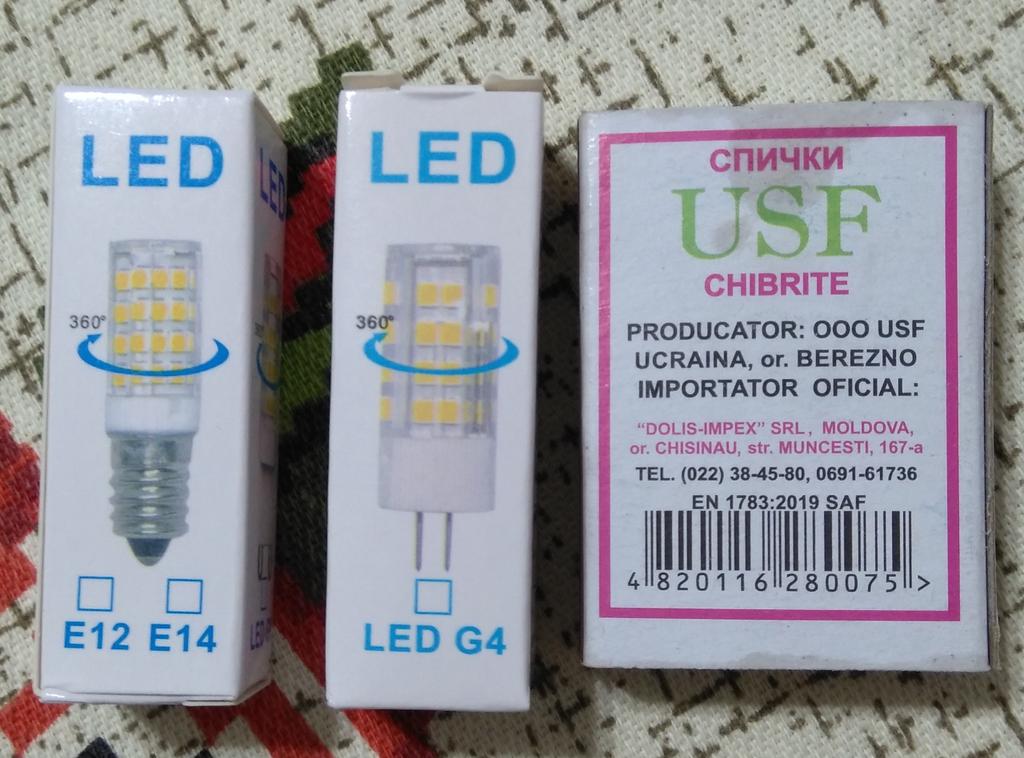 LED
360°
E12 E14
LED
LED
360°
LED G4
СПИЧКИ
USF
CHIBRITE
PRODUCATOR: OOO USF
UCRAINA, or. BEREZNO
IMPORTATOR OFICIAL:
"DOLIS-IMPEX" SRL, MOLDOVA,
or. CHISINAU, str. MUNCESTI, 167-a
TEL. (022) 38-45-80, 0691-61736
EN 1783:2019 SAF
4 820116 280075 >